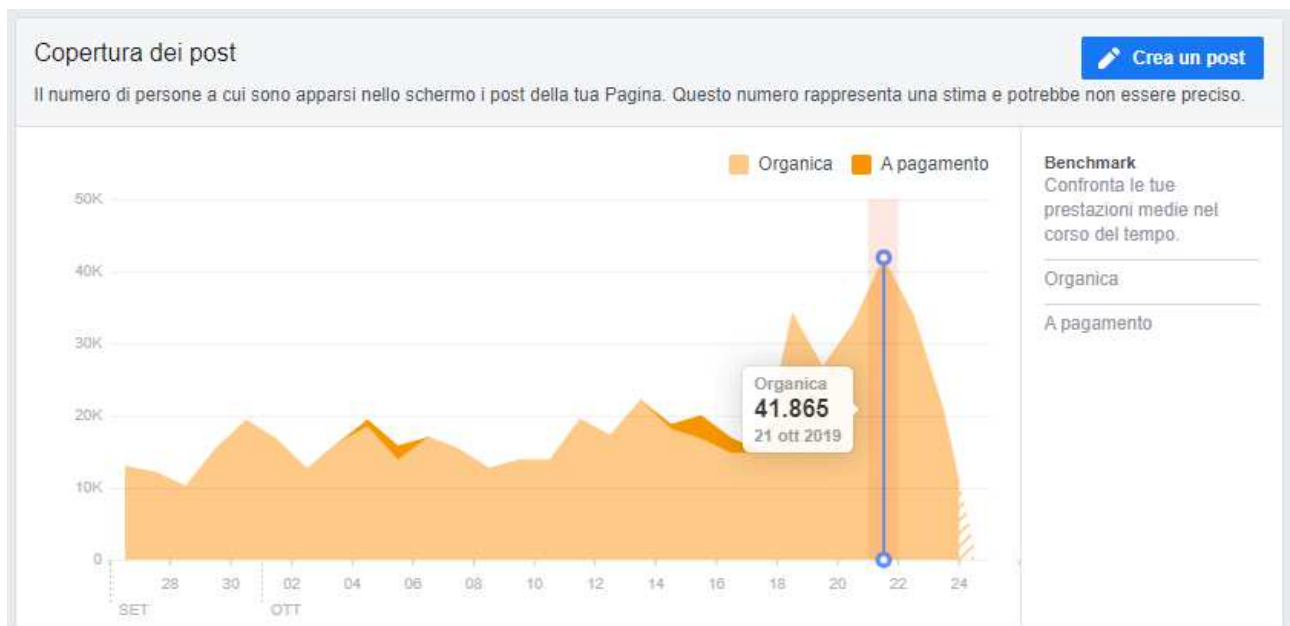 Copertura dei post
Crea un post
Il numero di persone a cui sono apparsi nello schermo i post della tua Pagina. Questo numero rappresenta una stima e potrebbe non essere preciso.
Organica A pagamento
Benchmark
Confronta le tue
prestazioni medie nel
corso del tempo.
Organica
A pagamento
50K
40K
30K
20K
10K
0
Organica
41.865
21 ott 2019
28 30 02 04 06 08 10 12 14 16 18 20 22 24
SET OTT